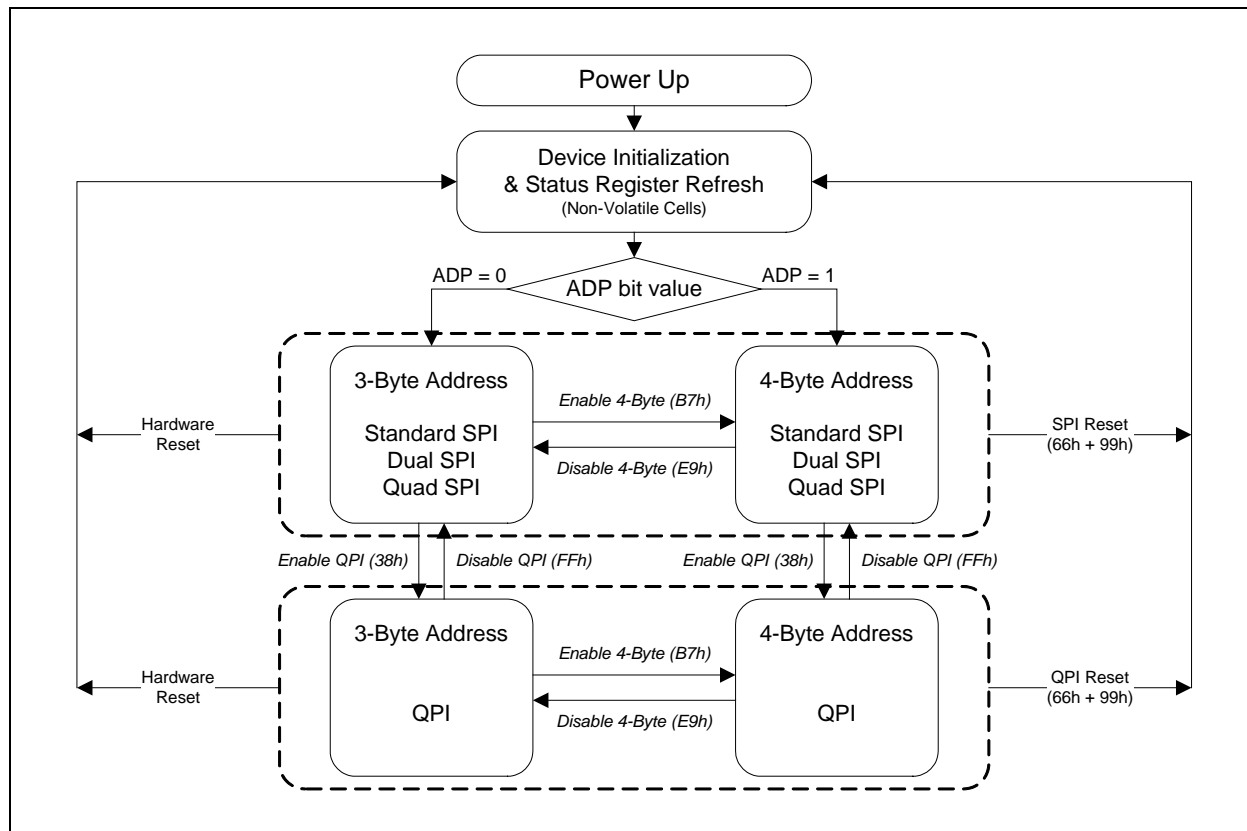 Power Up
Device Initialization
& Status Register Refresh
(Non-Volatile Cells)
ADP = 0
ADP bit value
ADP = 1
3-Byte Address
Standard SPI
Dual SPI
Quad SPI
Enable 4-Byte (B7h)
Disable 4-Byte (E9h)
4-Byte Address
Standard SPI
Dual SPI
Quad SPI
Hardware
Reset
SPI Reset
(66h + 99h)
Enable QPI (38h)
Disable QPI (FFh)
Enable QPI (38h)
Disable QPI (FFh)
3-Byte Address
QPI
Enable 4-Byte (B7h)
Disable 4-Byte (E9h)
4-Byte Address
QPI
Hardware
Reset
QPI Reset
(66h + 99h)